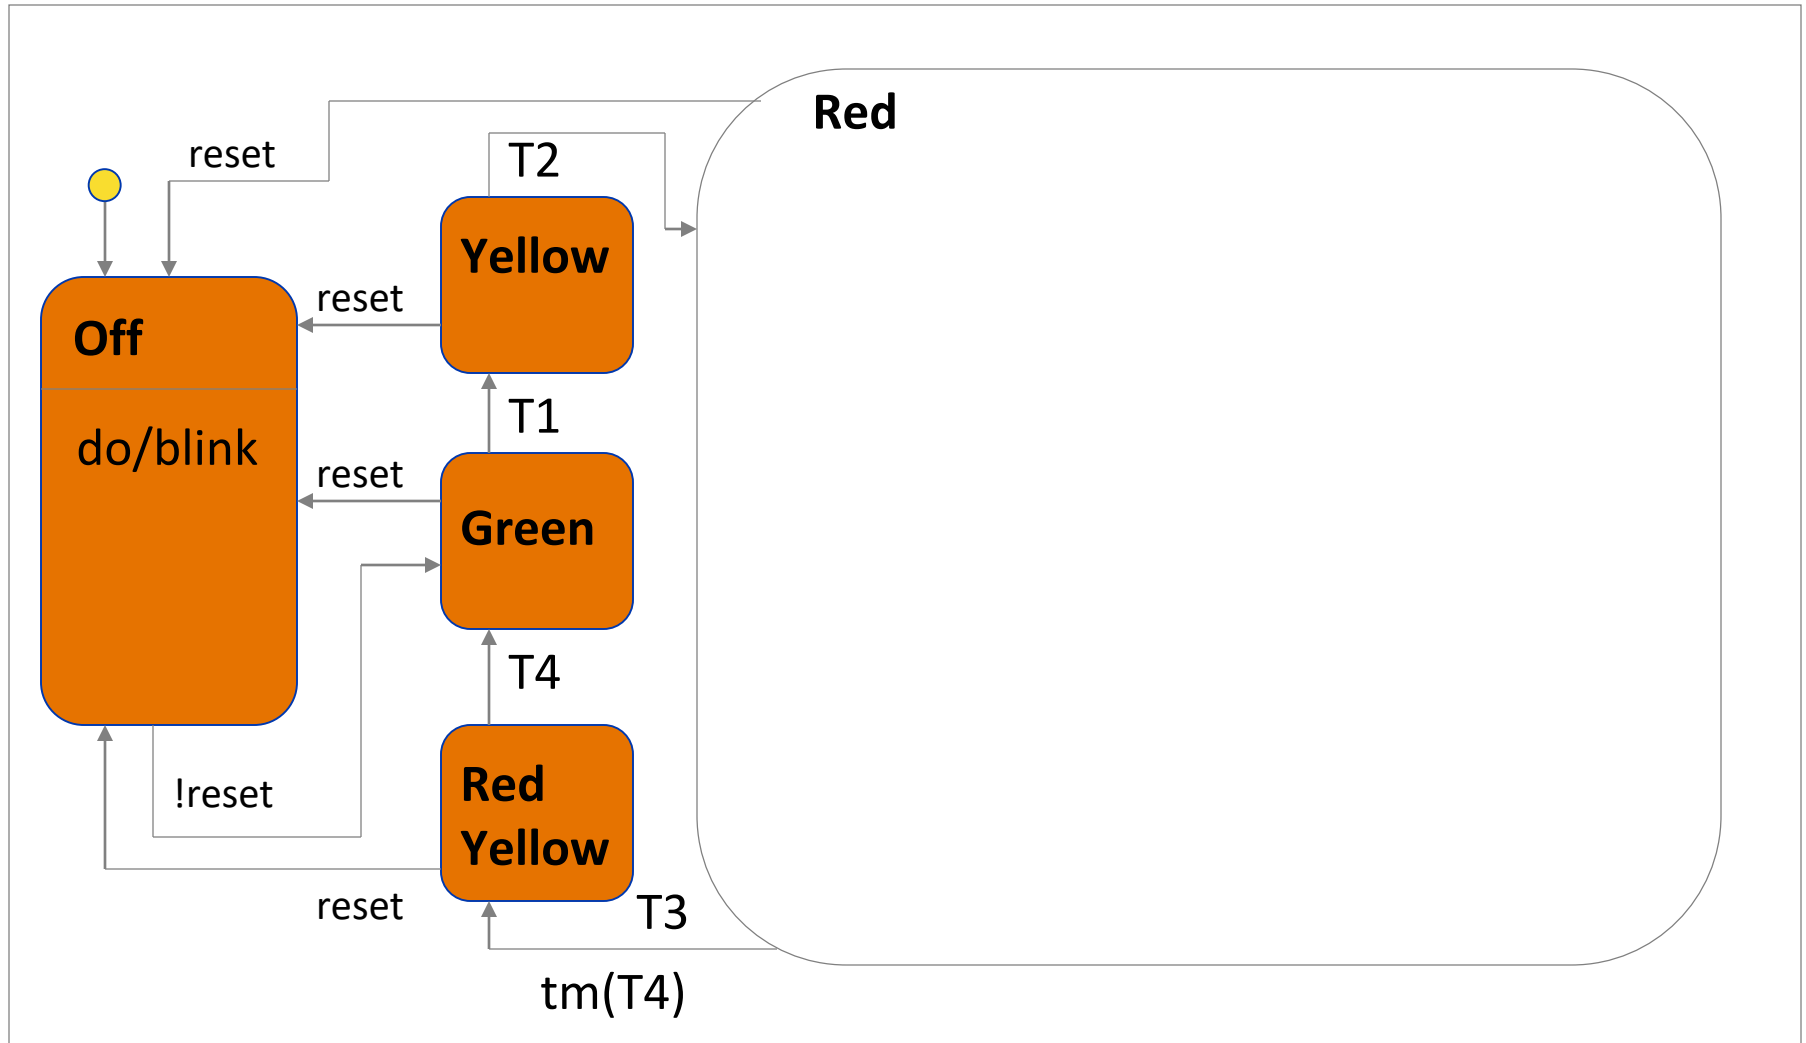 Red
reset
T2
Yellow
reset
Off
T1
do/blink
reset
Green
T4
!reset
Red
Yellow
reset
T3
tm(T4)